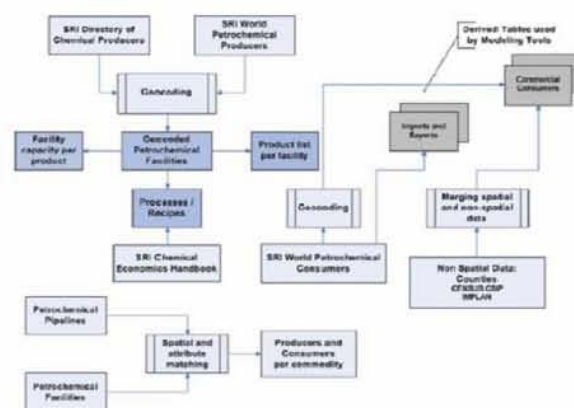 SRI Directory of
Chemical Producers
SRI World
Petrochemical
Producers
Derived Tables used
by Modeling Tools
Commercial
Consumers
Geocoding
Imports and
Exports
Facility
capacity per
product
Geocoded
Petrochemical
Facilities
Product list
per facility
Processes /
Recipes
Geocoding
Merging spatial
and non-spatial
data
SRI Chemical
Economics Handbook
SRI World Petrochemical
Consumers
Non Spatial Data:
Counties
CENSUS CBP
IMPLAN
Petrochemical
Pipelines
Spatial and
attribute
matching
Producers and
Consumers
per commodity
Petrochemical
Facilities